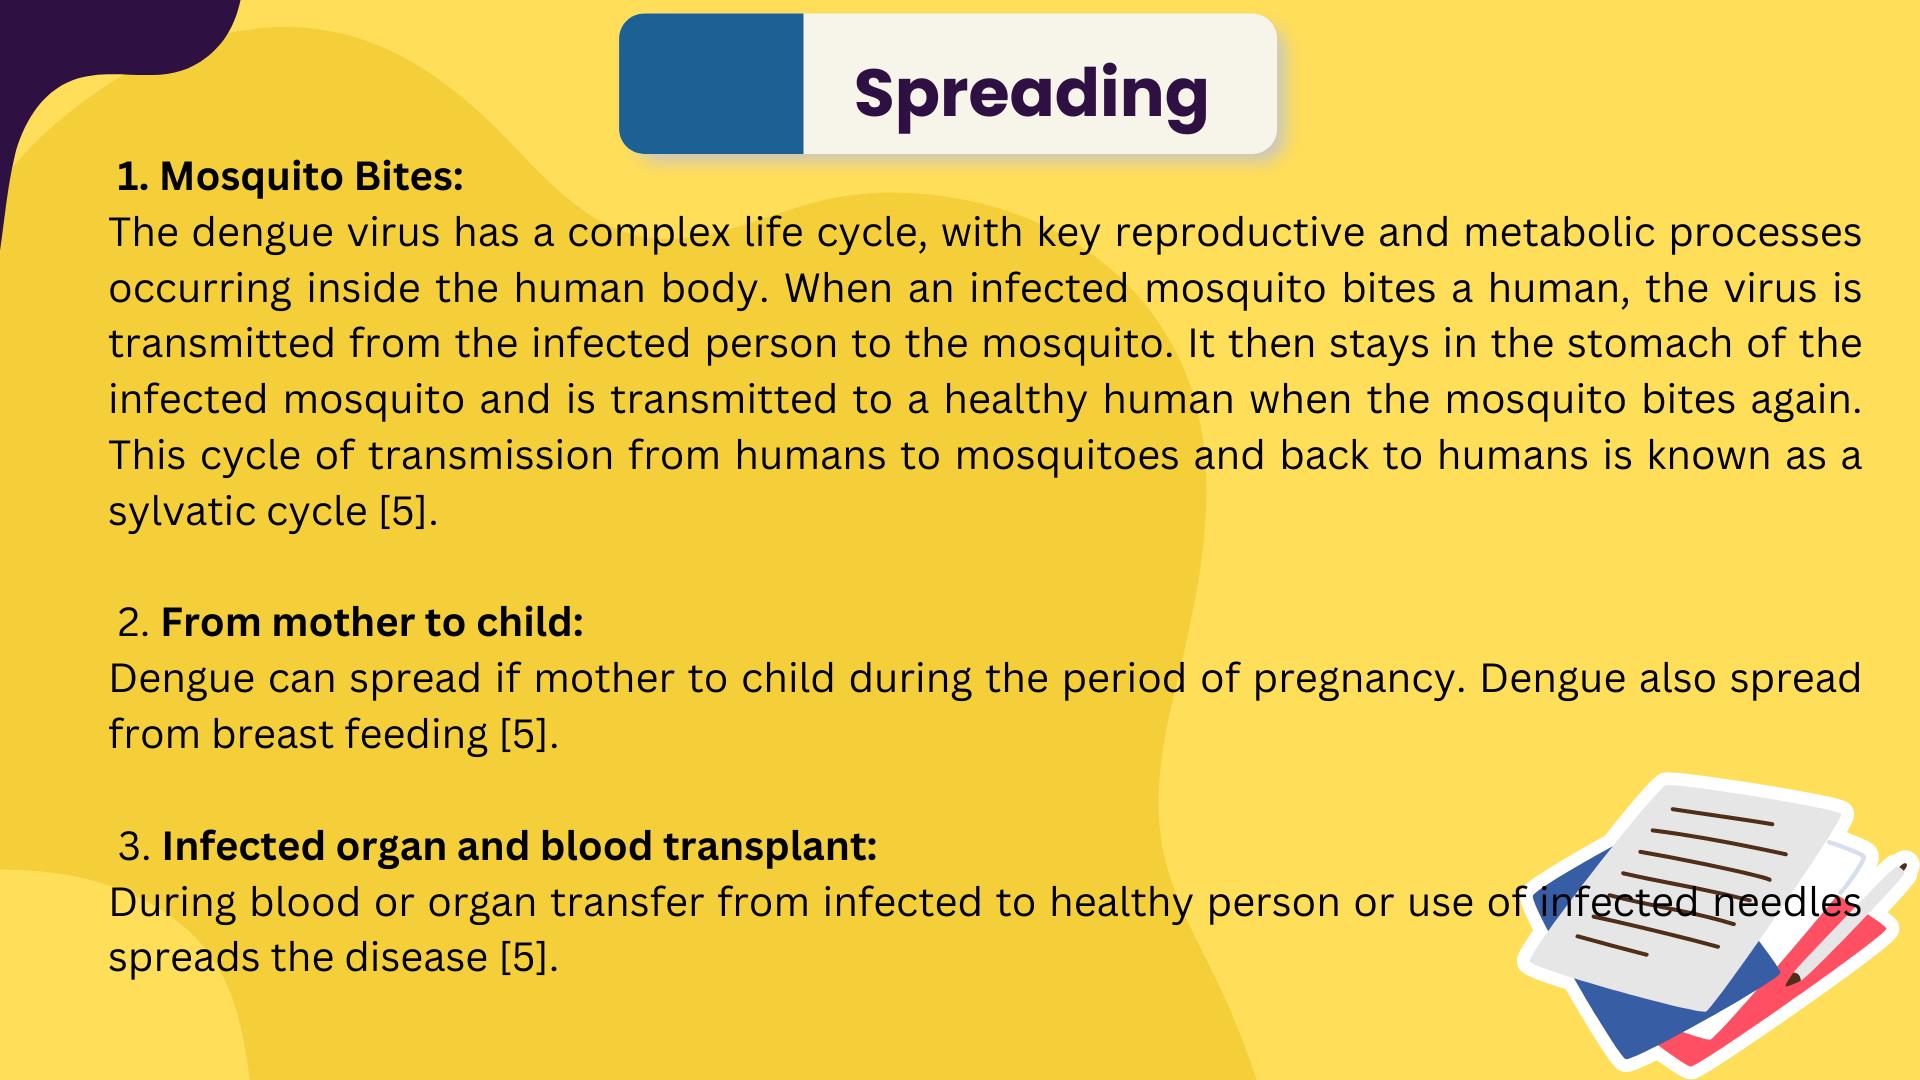 Spreading
1. Mosquito Bites:
The dengue virus has a complex life cycle, with key reproductive and metabolic processes
occurring inside the human body. When an infected mosquito bites a human, the virus is
transmitted from the infected person to the mosquito. It then stays in the stomach of the
infected mosquito and is transmitted to a healthy human when the mosquito bites again.
This cycle of transmission from humans to mosquitoes and back to humans is known as a
sylvatic cycle [5].
2. From mother to child:
Dengue can spread if mother to child during the period of pregnancy. Dengue also spread
from breast feeding [5].
3. Infected organ and blood transplant:
During blood or organ transfer from infected to healthy person or use of infected needles
spreads the disease [5].